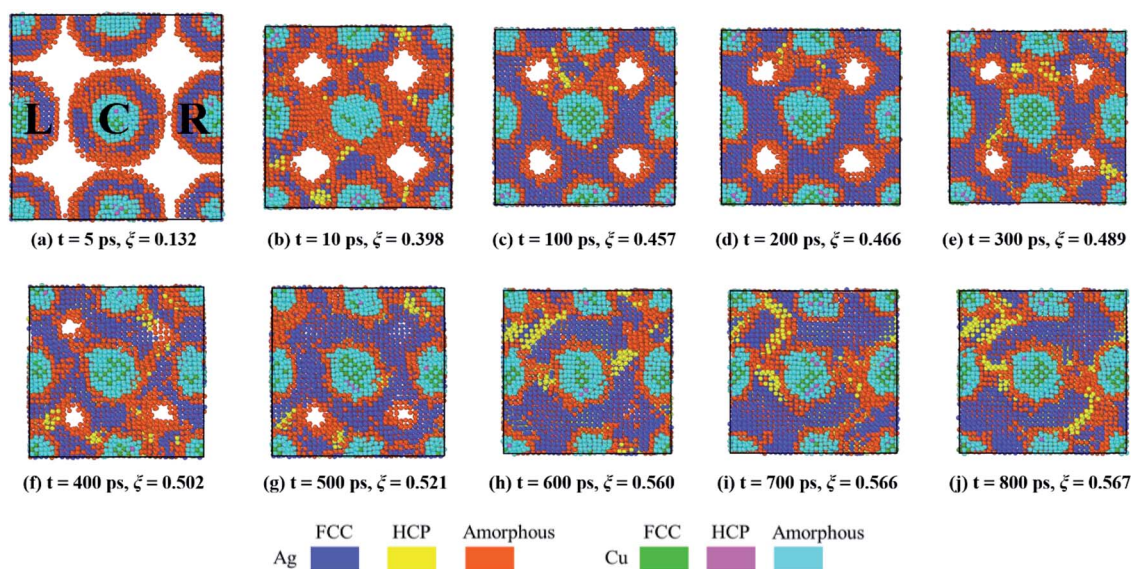 L C R
(a) t = 5 ps, ξ = 0.132
(b) t = 10 ps, ξ = 0.398
(c) t = 100 ps, ξ = 0.457
(d) t = 200 ps, ξ = 0.466
(e) t = 300 ps, ξ = 0.489
(f) t = 400 ps, ξ = 0.502
(g) t = 500 ps, ξ = 0.521
(h) t = 600 ps, ξ = 0.560
(i) t = 700 ps, ξ = 0.566
(j) t = 800 ps, ξ = 0.567
FCC HCP Amorphous FCC HCP Amorphous
Ag Cu